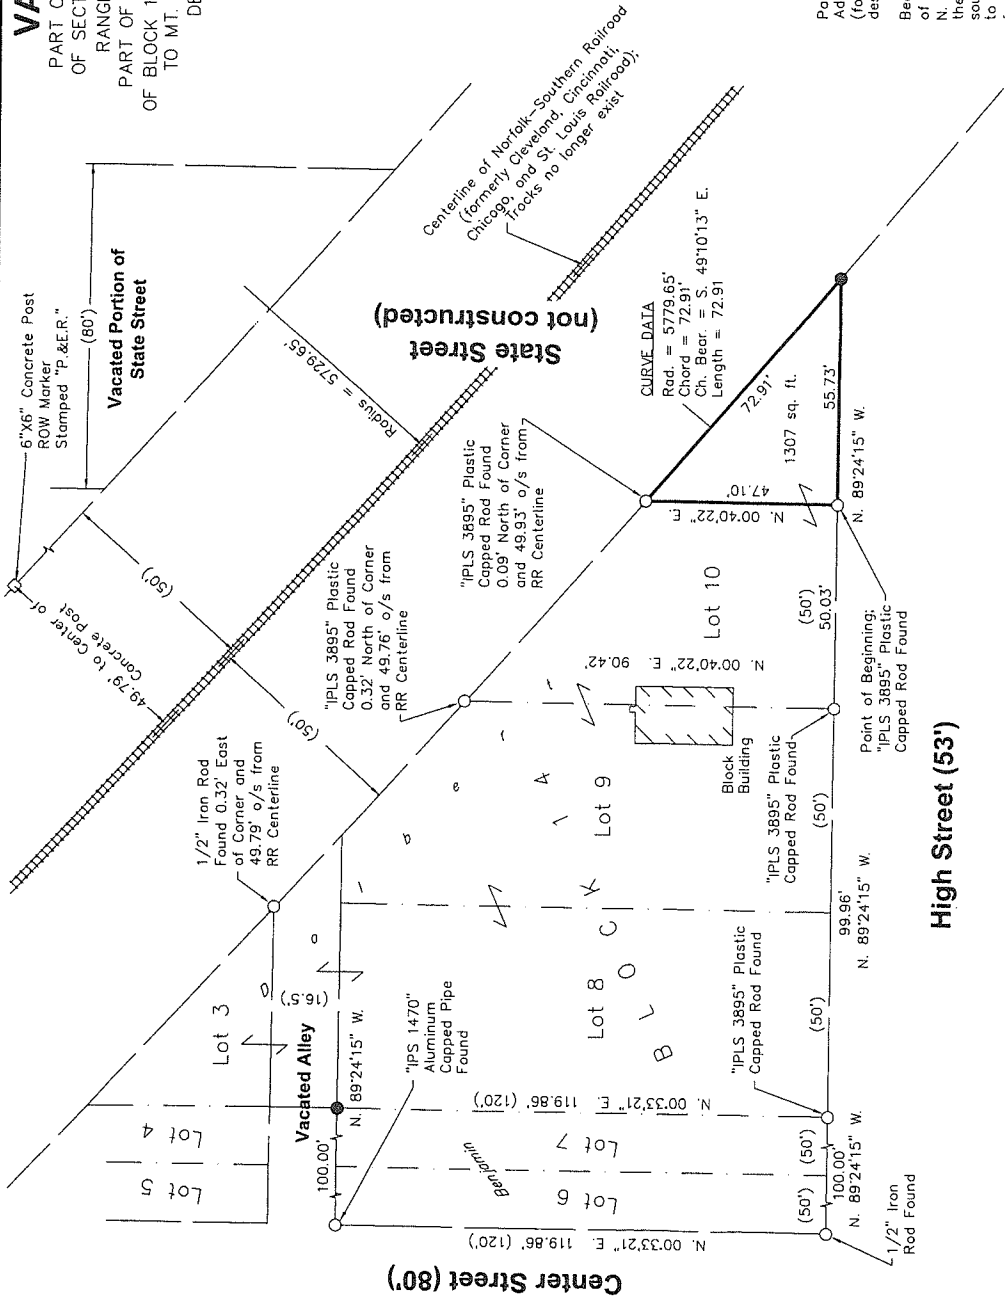 VA
PART O
OF SECT
RANG
PART OF
OF BLOCK 1
TO MT.
DE
6"X6" Concrete Post
ROW Marker
Stamped "P.&E.R."
(80')
Vacated Portion of
State Street
49.79' to Center of
Concrete Post
(50')
(50')
Radius = 5729.65'
Centerline of Norfolk-Southern Railroad
(formerly Cleveland, Cincinnati,
Chicago, and St. Louis Railroad);
Tracks no longer exist
State Street
(not constructed)
1/2" Iron Rod
Found 0.32' East
of Corner and
49.79' o/s from
RR Centerline
"IPLS 3895" Plastic
Capped Rod Found
0.32' North of Corner
and 49.76' o/s from
RR Centerline
"IPLS 3895" Plastic
Capped Rod Found
0.09' North of Corner
and 49.93' o/s from
RR Centerline
CURVE DATA
Rad. = 5779.65'
Chord = 72.91'
Ch. Bear. = S. 49°10'13" E.
Length = 72.91
72.91'
1307 sq. ft.
55.73'
N. 89°24'15" W.
47.10'
N. 00°40'22" E.
Lot 10
N. 00°40'22" E. 90.42'
(50')
50.03'
Point of Beginning;
"IPLS 3895" Plastic
Capped Rod Found
Block
Building
"IPLS 3895" Plastic
Capped Rod Found
Lot 9
(50')
99.96'
N. 89°24'15" W.
Lot 8
BLOCK 14
(50')
"IPLS 3895" Plastic
Capped Rod Found
Lot 3
(16.5')
Vacated Alley
N. 89°24'15" W.
100.00'
"IPS 1470"
Aluminum
Capped Pipe
Found
Lot 4
Lot 5
N. 00°33'21" E. 119.86' (120')
Lot 7
Benjamin
Lot 6
N. 00°33'21" E. 119.86' (120')
(50')
(50')
100.00'
N. 89°24'15" W.
1/2" Iron
Rod Found
Center Street (80')
High Street (53')
Pa
Ad
(fo
des
Be
of
N.
the
sou
to